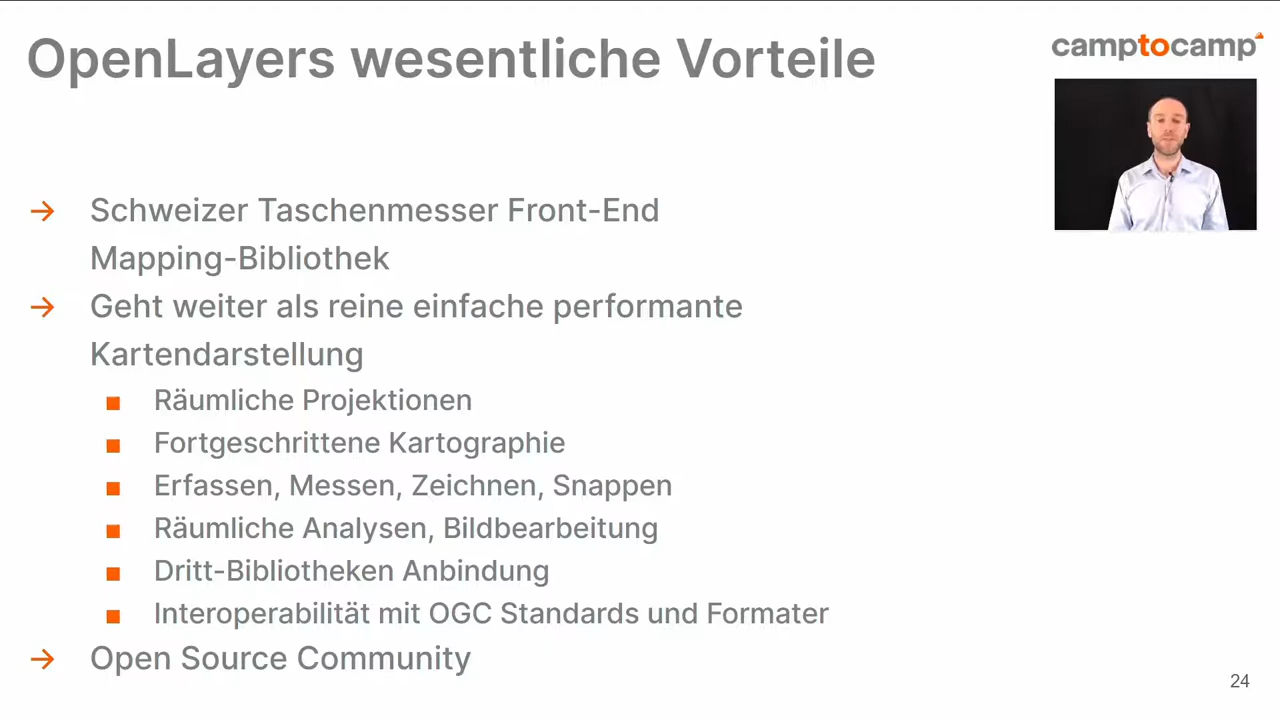 OpenLayers wesentliche Vorteile
camptocamp
→ Schweizer Taschenmesser Front-End
Mapping-Bibliothek
→ Geht weiter als reine einfache performante
Kartendarstellung
■ Räumliche Projektionen
■ Fortgeschrittene Kartographie
■ Erfassen, Messen, Zeichnen, Snappen
■ Räumliche Analysen, Bildbearbeitung
■ Dritt-Bibliotheken Anbindung
■ Interoperabilität mit OGC Standards und Formater
→ Open Source Community
24